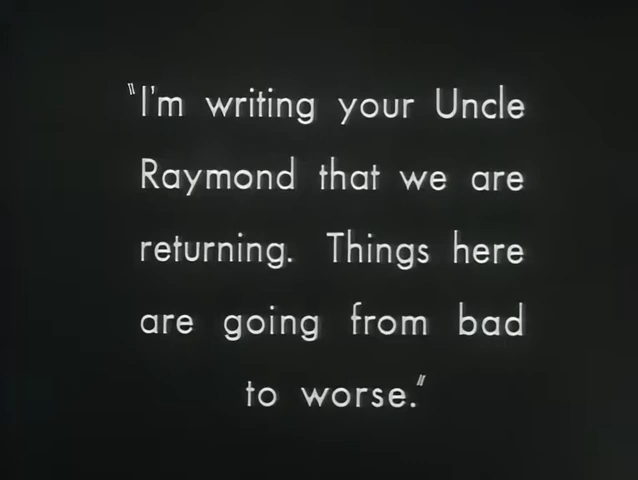 "I'm writing your Uncle
Raymond that we are
returning. Things here
are going from bad
to worse."